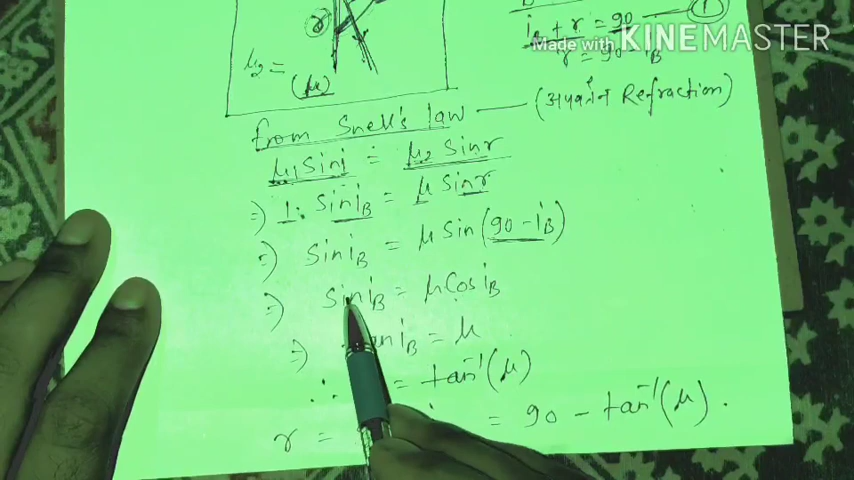 ①
i_B + r = 90
Made with KINEMASTER
r = 90 - i_B
μ₂ =
(μ)
from Snell's law — (अपवर्तन Refraction)
μ₁ Sin i = μ₂ Sin r
⇒ 1. Sin i_B = μ Sin r
⇒ Sin i_B = μ Sin (90 - i_B)
⇒ Sin i_B = μ Cos i_B
⇒ tan i_B = μ
∴ = tan⁻¹(μ)
r = = 90 - tan⁻¹(μ).